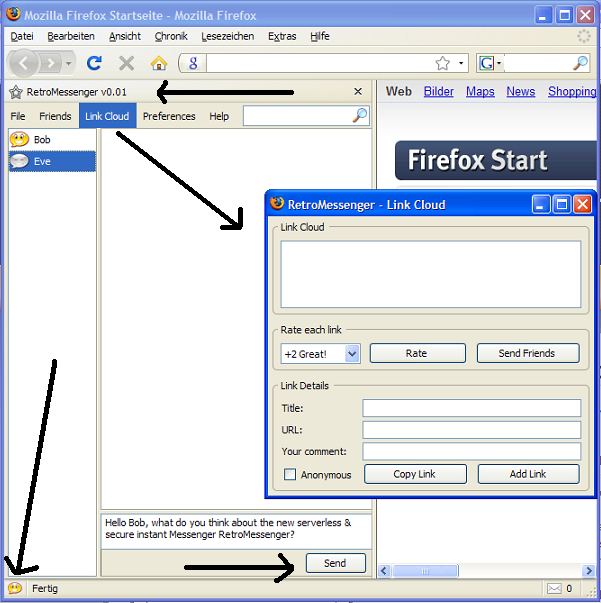 Mozilla Firefox Startseite - Mozilla Firefox
Datei Bearbeiten Ansicht Chronik Lesezeichen Extras Hilfe
g G
RetroMessenger v0.01
Web Bilder Maps News Shopping
File Friends Link Cloud Preferences Help
Bob
Eve
Firefox Start
RetroMessenger - Link Cloud
Link Cloud
Rate each link
+2 Great! Rate Send Friends
Link Details
Title:
URL:
Your comment:
Anonymous Copy Link Add Link
Hello Bob, what do you think about the new serverless &
secure instant Messenger RetroMessenger?
Send
Fertig 0